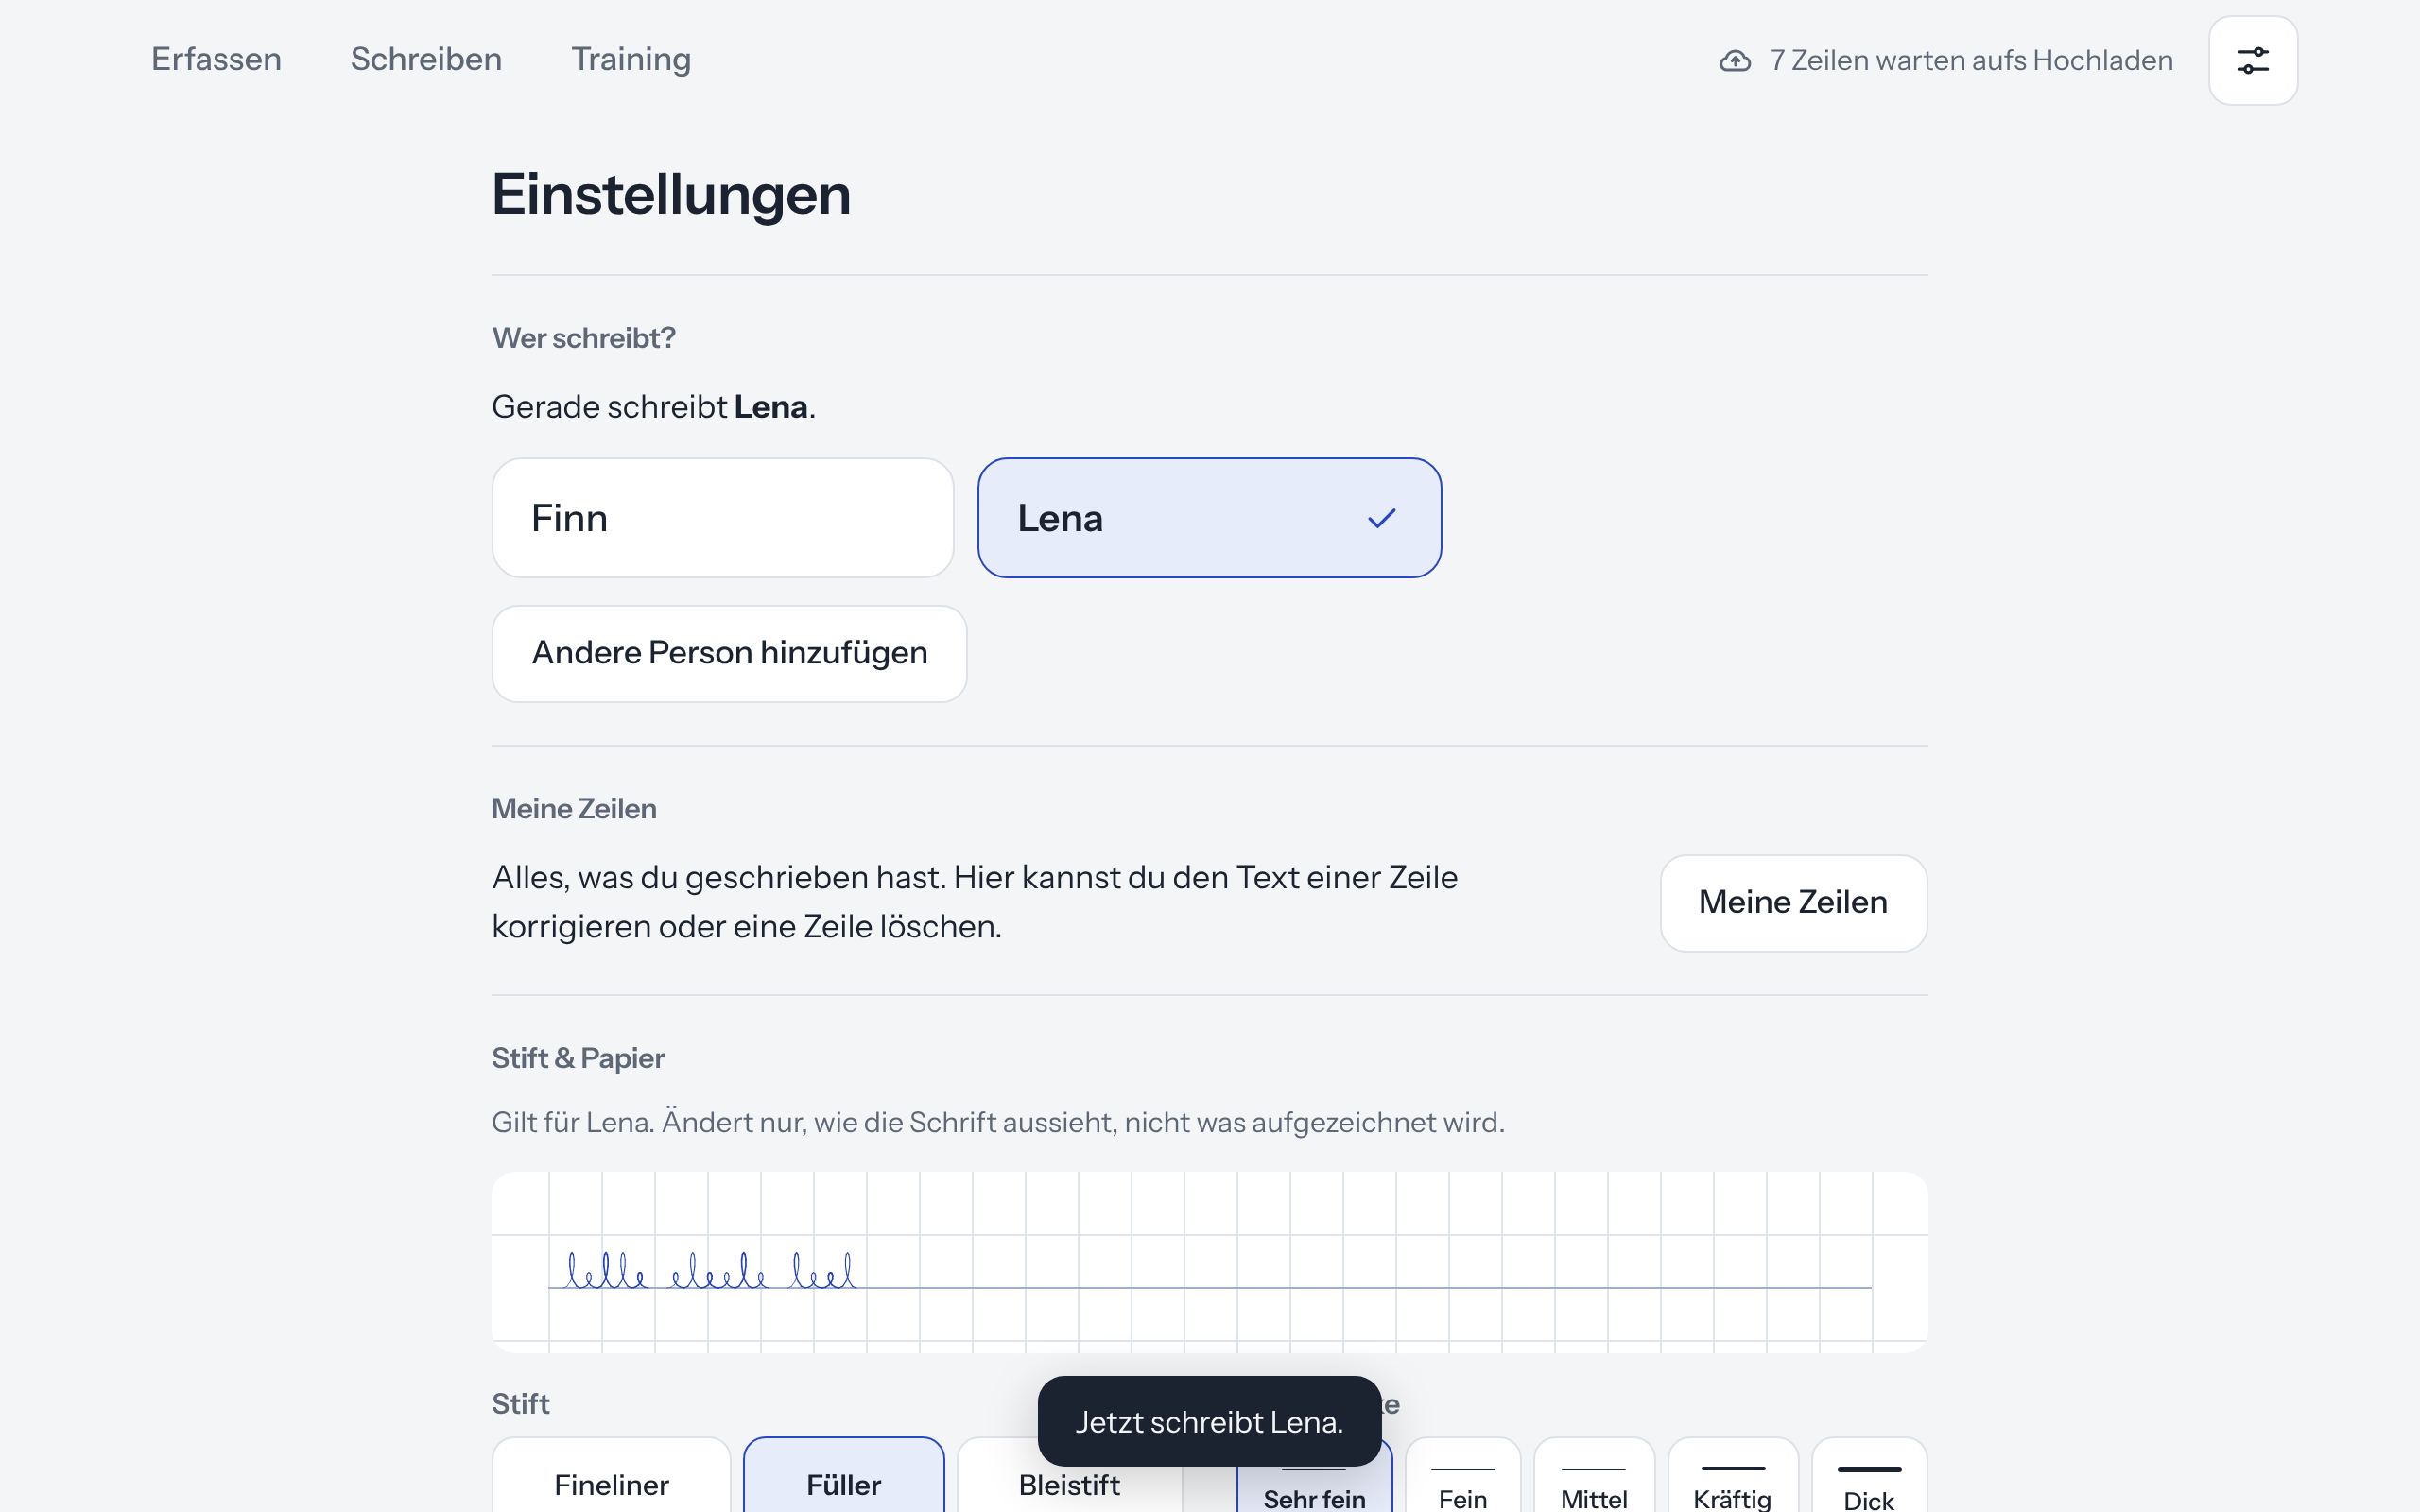 Erfassen Schreiben Training 7 Zeilen warten aufs Hochladen
Einstellungen
Wer schreibt?
Gerade schreibt Lena.
Finn Lena
Andere Person hinzufügen
Meine Zeilen
Alles, was du geschrieben hast. Hier kannst du den Text einer Zeile
korrigieren oder eine Zeile löschen.
Meine Zeilen
Stift & Papier
Gilt für Lena. Ändert nur, wie die Schrift aussieht, nicht was aufgezeichnet wird.
Stift
Jetzt schreibt Lena.
Fineliner Füller Bleistift Sehr fein Fein Mittel Kräftig Dick